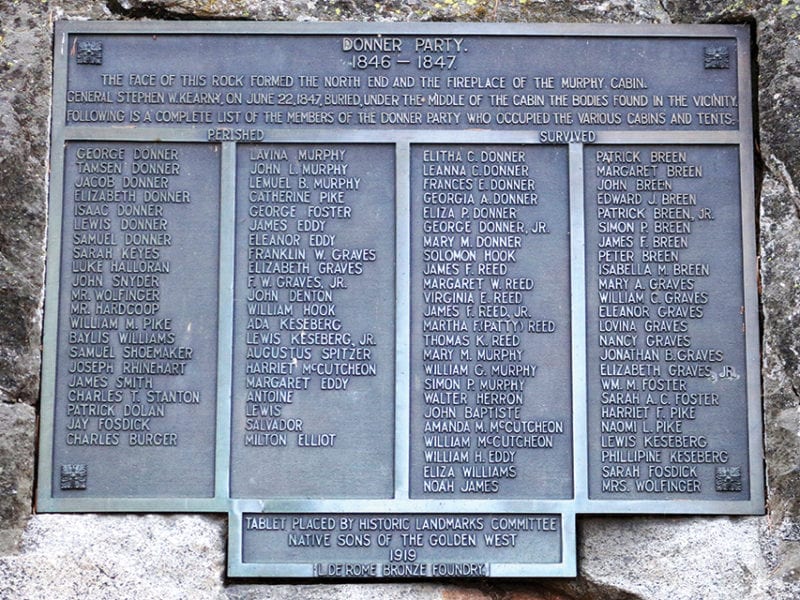 DONNER PARTY.
1846 – 1847
THE FACE OF THIS ROCK FORMED THE NORTH END AND THE FIREPLACE OF THE MURPHY CABIN.
GENERAL STEPHEN W. KEARNY, ON JUNE 22, 1847, BURIED, UNDER THE MIDDLE OF THE CABIN THE BODIES FOUND IN THE VICINITY.
FOLLOWING IS A COMPLETE LIST OF THE MEMBERS OF THE DONNER PARTY WHO OCCUPIED THE VARIOUS CABINS AND TENTS:-
PERISHED
GEORGE DONNER
TAMSEN DONNER
JACOB DONNER
ELIZABETH DONNER
ISAAC DONNER
LEWIS DONNER
SAMUEL DONNER
SARAH KEYES
LUKE HALLORAN
JOHN SNYDER
MR. WOLFINGER
MR. HARDCOOP
WILLIAM M. PIKE
BAYLIS WILLIAMS
SAMUEL SHOEMAKER
JOSEPH RHINEHART
JAMES SMITH
CHARLES T. STANTON
PATRICK DOLAN
JAY FOSDICK
CHARLES BURGER
LAVINA MURPHY
JOHN L. MURPHY
LEMUEL B. MURPHY
CATHERINE PIKE
GEORGE FOSTER
JAMES EDDY
ELEANOR EDDY
FRANKLIN W. GRAVES
ELIZABETH GRAVES
F. W. GRAVES, JR.
JOHN DENTON
WILLIAM HOOK
ADA KESEBERG
LEWIS KESEBERG, JR.
AUGUSTUS SPITZER
HARRIET McCUTCHEON
MARGARET EDDY
ANTOINE
LEWIS
SALVADOR
MILTON ELLIOT
SURVIVED
ELITHA C. DONNER
LEANNA C. DONNER
FRANCES E. DONNER
GEORGIA A. DONNER
ELIZA P. DONNER
GEORGE DONNER, JR.
MARY M. DONNER
SOLOMON HOOK
JAMES F. REED
MARGARET W. REED
VIRGINIA E. REED
JAMES F. REED, JR.
MARTHA F. (PATTY) REED
THOMAS K. REED
MARY M. MURPHY
WILLIAM G. MURPHY
SIMON P. MURPHY
WALTER HERRON
JOHN BAPTISTE
AMANDA M. McCUTCHEON
WILLIAM McCUTCHEON
WILLIAM H. EDDY
ELIZA WILLIAMS
NOAH JAMES
PATRICK BREEN
MARGARET BREEN
JOHN BREEN
EDWARD J. BREEN
PATRICK BREEN, JR.
SIMON P. BREEN
JAMES F. BREEN
PETER BREEN
ISABELLA M. BREEN
MARY A. GRAVES
WILLIAM C. GRAVES
ELEANOR GRAVES
LOVINA GRAVES
NANCY GRAVES
JONATHAN B. GRAVES
ELIZABETH GRAVES, JR.
WM. M. FOSTER
SARAH A. C. FOSTER
HARRIET F. PIKE
NAOMI L. PIKE
LEWIS KESEBERG
PHILLIPINE KESEBERG
SARAH FOSDICK
MRS. WOLFINGER
TABLET PLACED BY HISTORIC LANDMARKS COMMITTEE
NATIVE SONS OF THE GOLDEN WEST
1919
L. DE ROME BRONZE FOUNDRY.